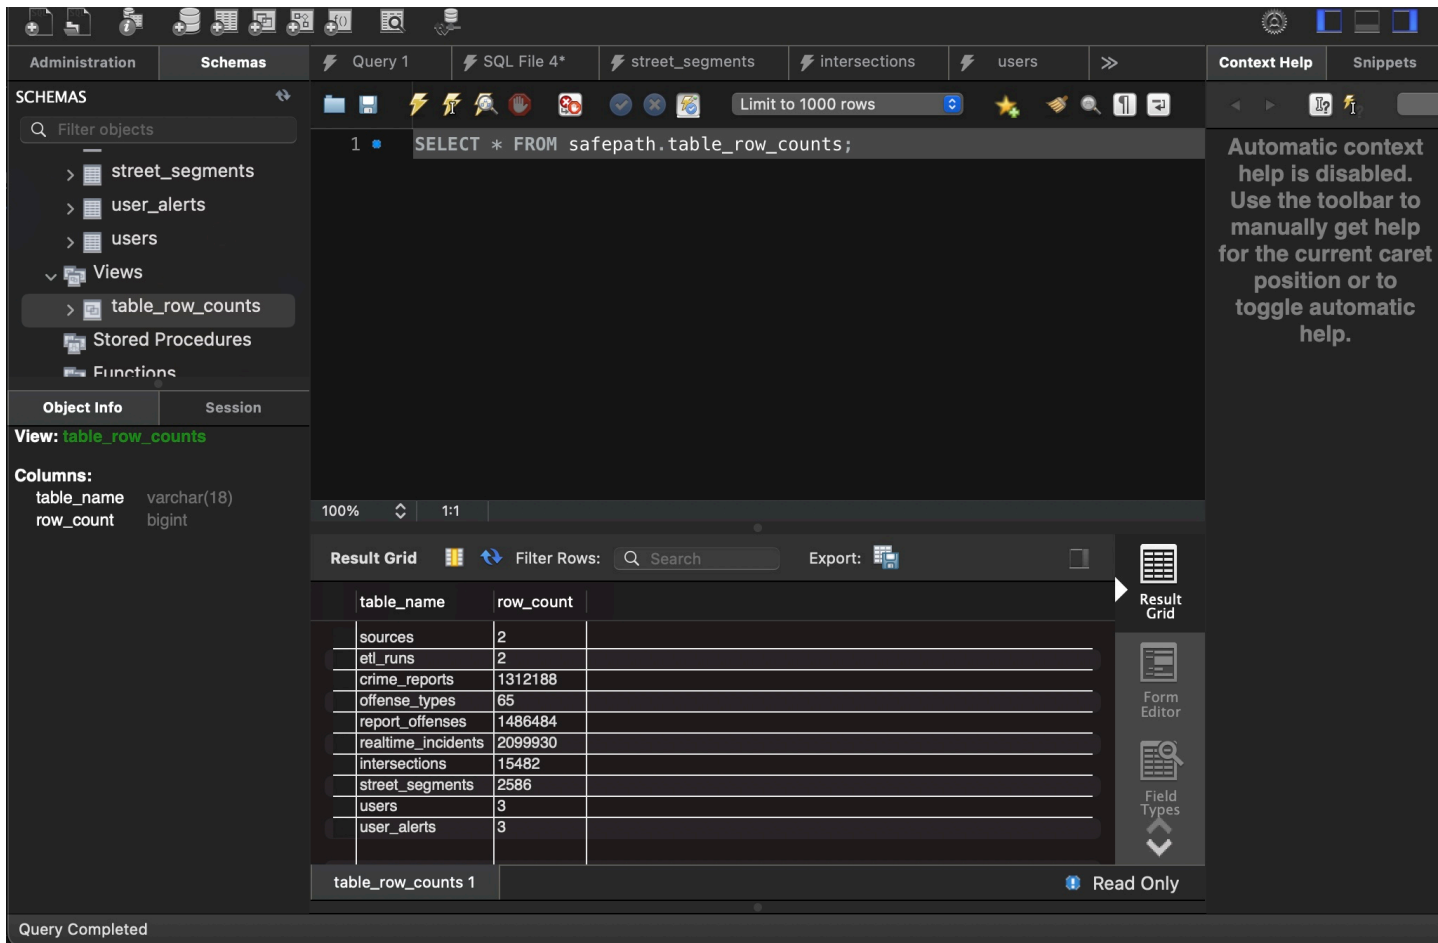 Administration
Schemas
Query 1
SQL File 4*
street_segments
intersections
users
Context Help
Snippets
SCHEMAS
Filter objects
Limit to 1000 rows
street_segments
user_alerts
users
Views
table_row_counts
Stored Procedures
Functions
1
SELECT * FROM safepath.table_row_counts;
Automatic context
help is disabled.
Use the toolbar to
manually get help
for the current caret
position or to
toggle automatic
help.
Object Info
Session
View: table_row_counts
Columns:
table_name varchar(18)
row_count bigint
100%
1:1
Result Grid
Filter Rows:
Search
Export:
table_name row_count
sources 2
etl_runs 2
crime_reports 1312188
offense_types 65
report_offenses 1486484
realtime_incidents 2099930
intersections 15482
street_segments 2586
users 3
user_alerts 3
Result
Grid
Form
Editor
Field
Types
table_row_counts 1
Read Only
Query Completed